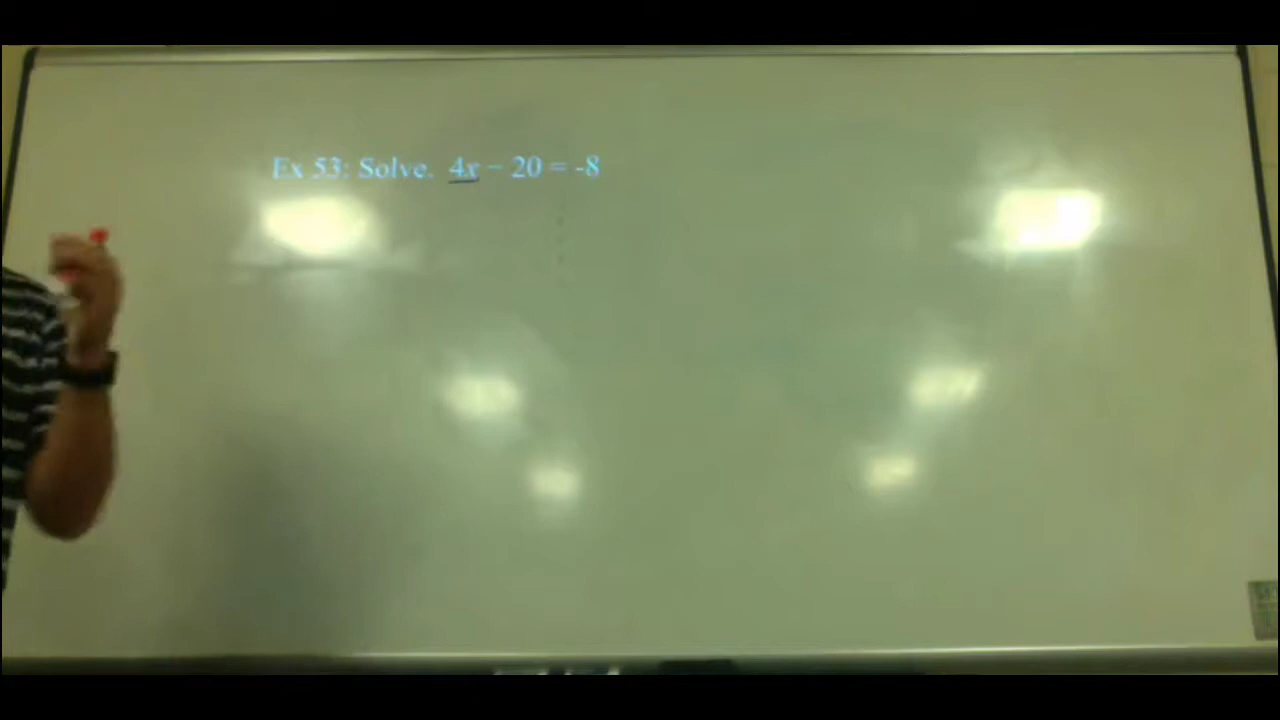 Ex 53: Solve. 4x − 20 = -8